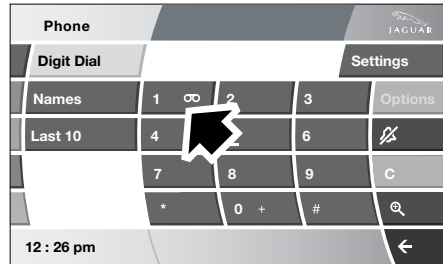 Phone JAGUAR
Digit Dial Settings
Names 1 2 3 Options
Last 10 4 6
7 8 9 C
* 0 + #
12 : 26 pm